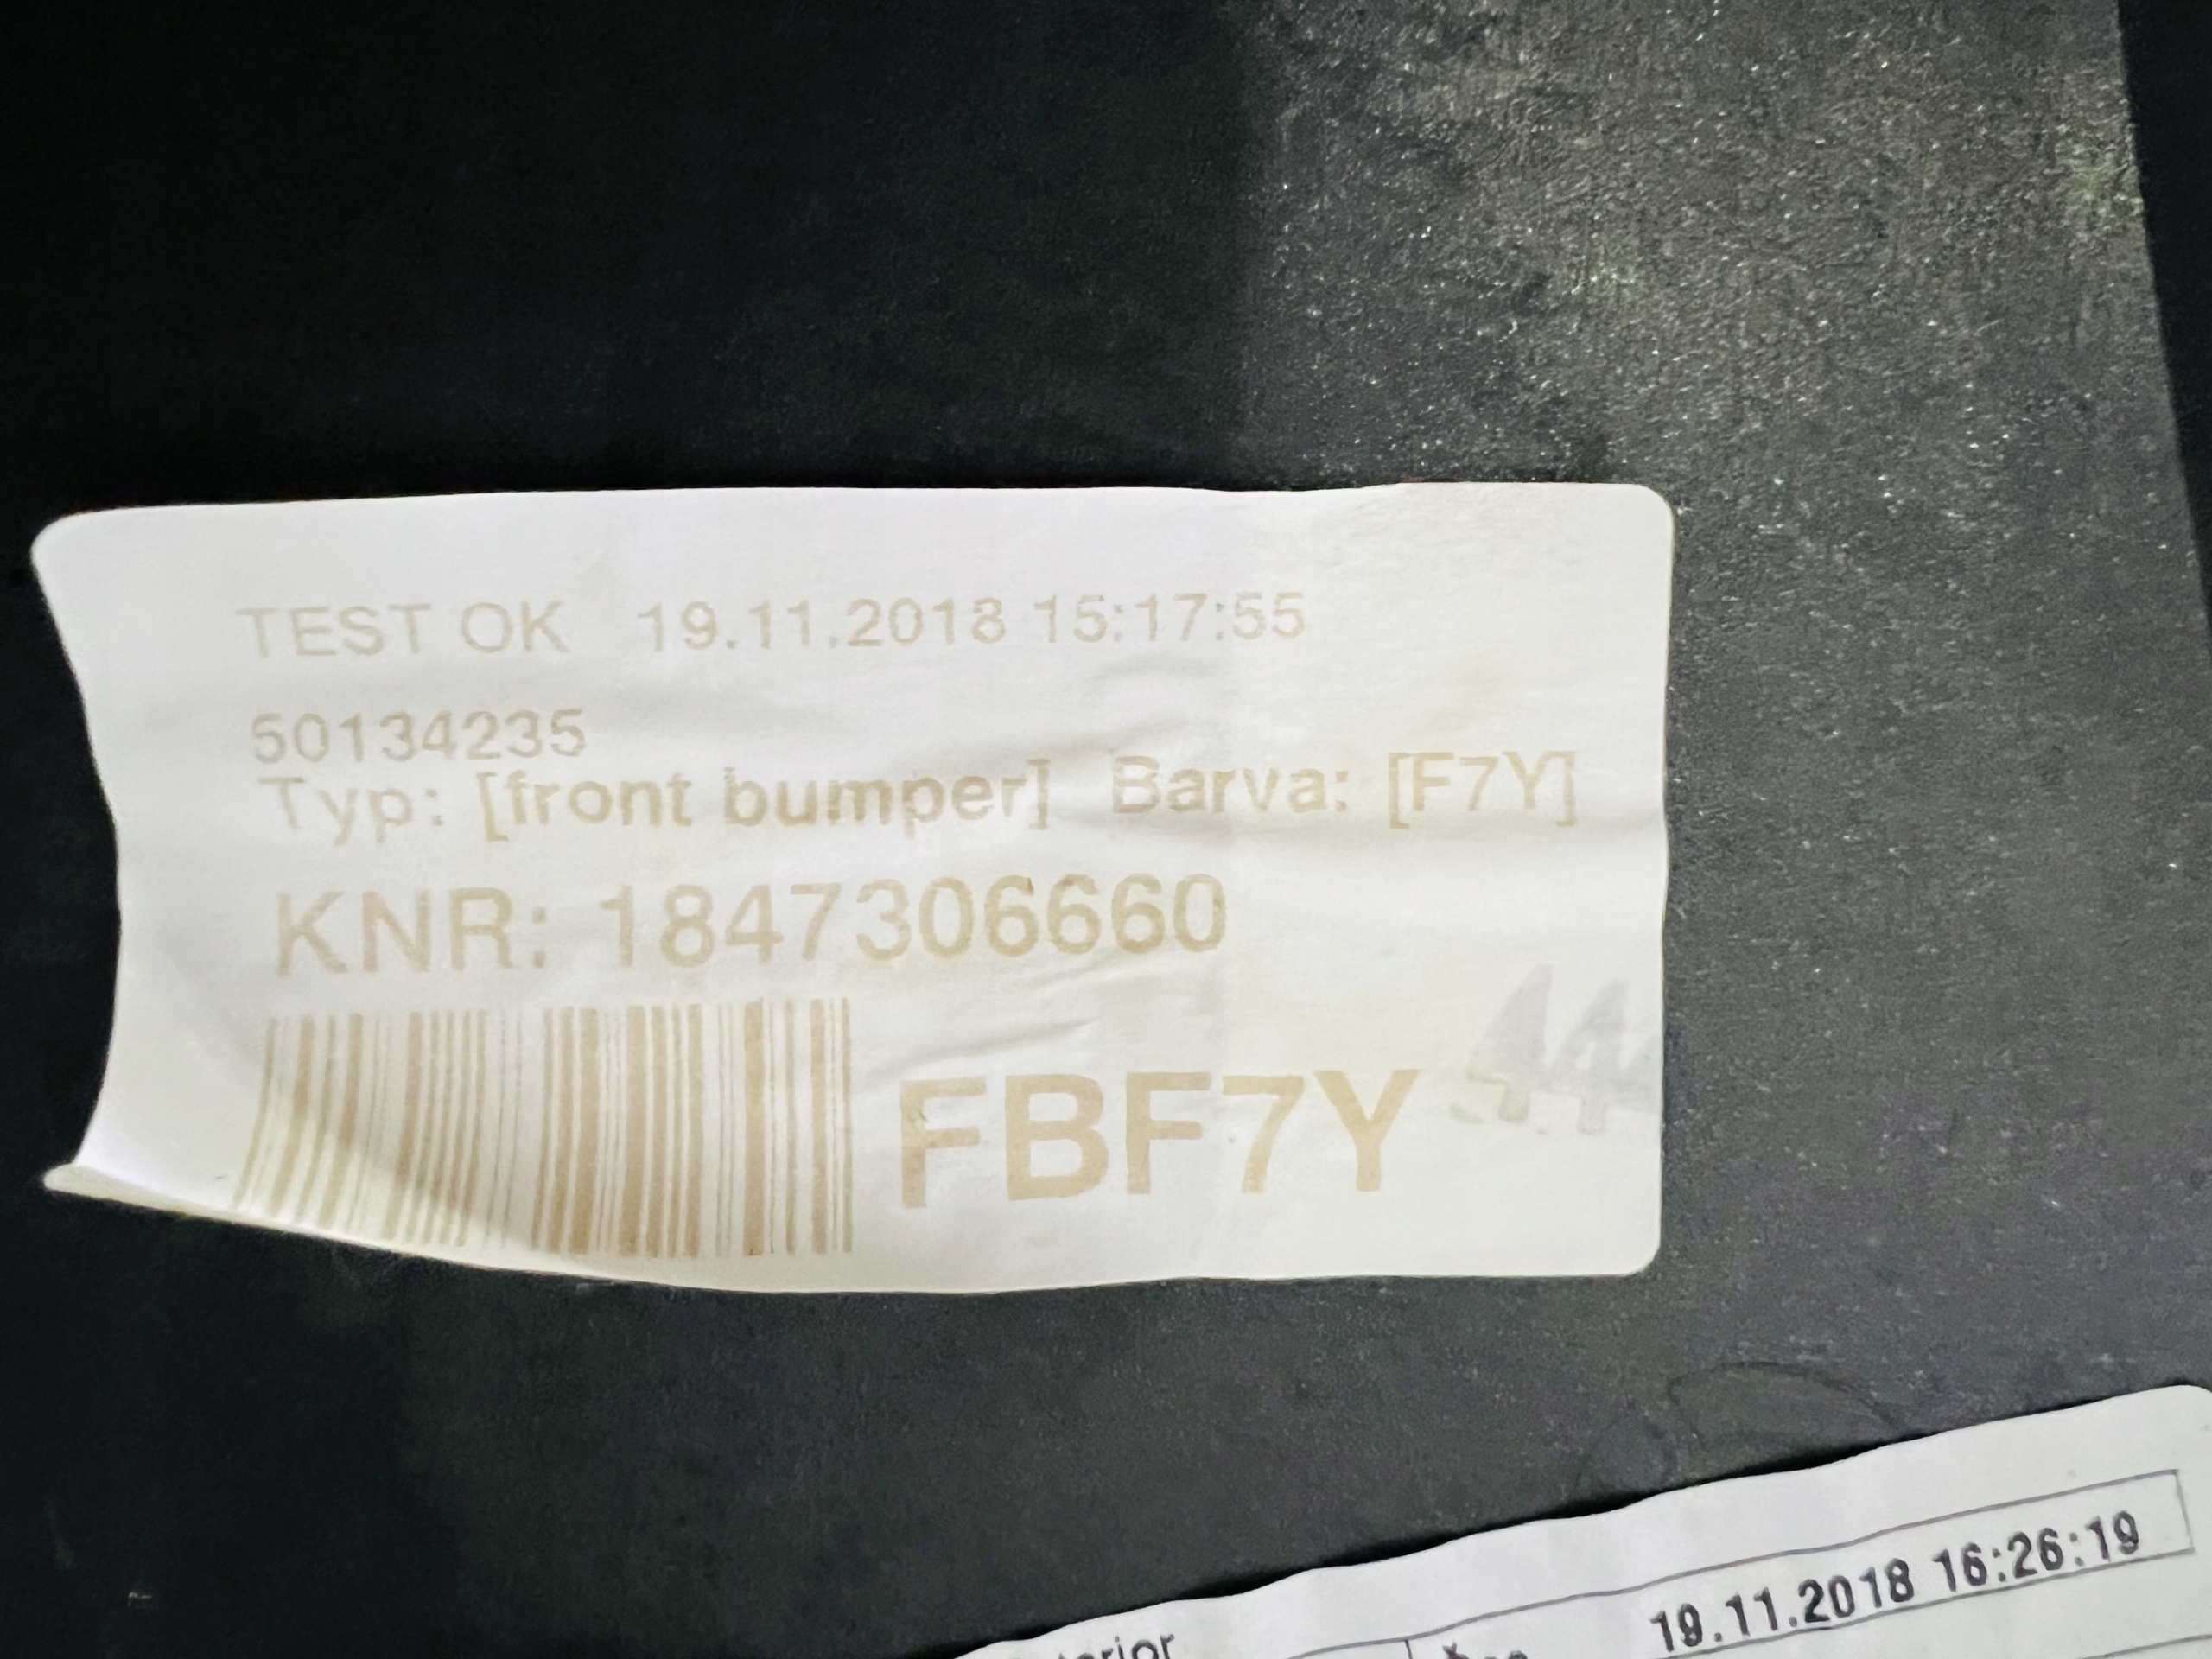 TEST OK 19.11.2018 15:17:55
50134235
Typ: [front bumper] Barva: [F7Y]
KNR: 1847306660
FBF7Y
19.11.2018 16:26:19